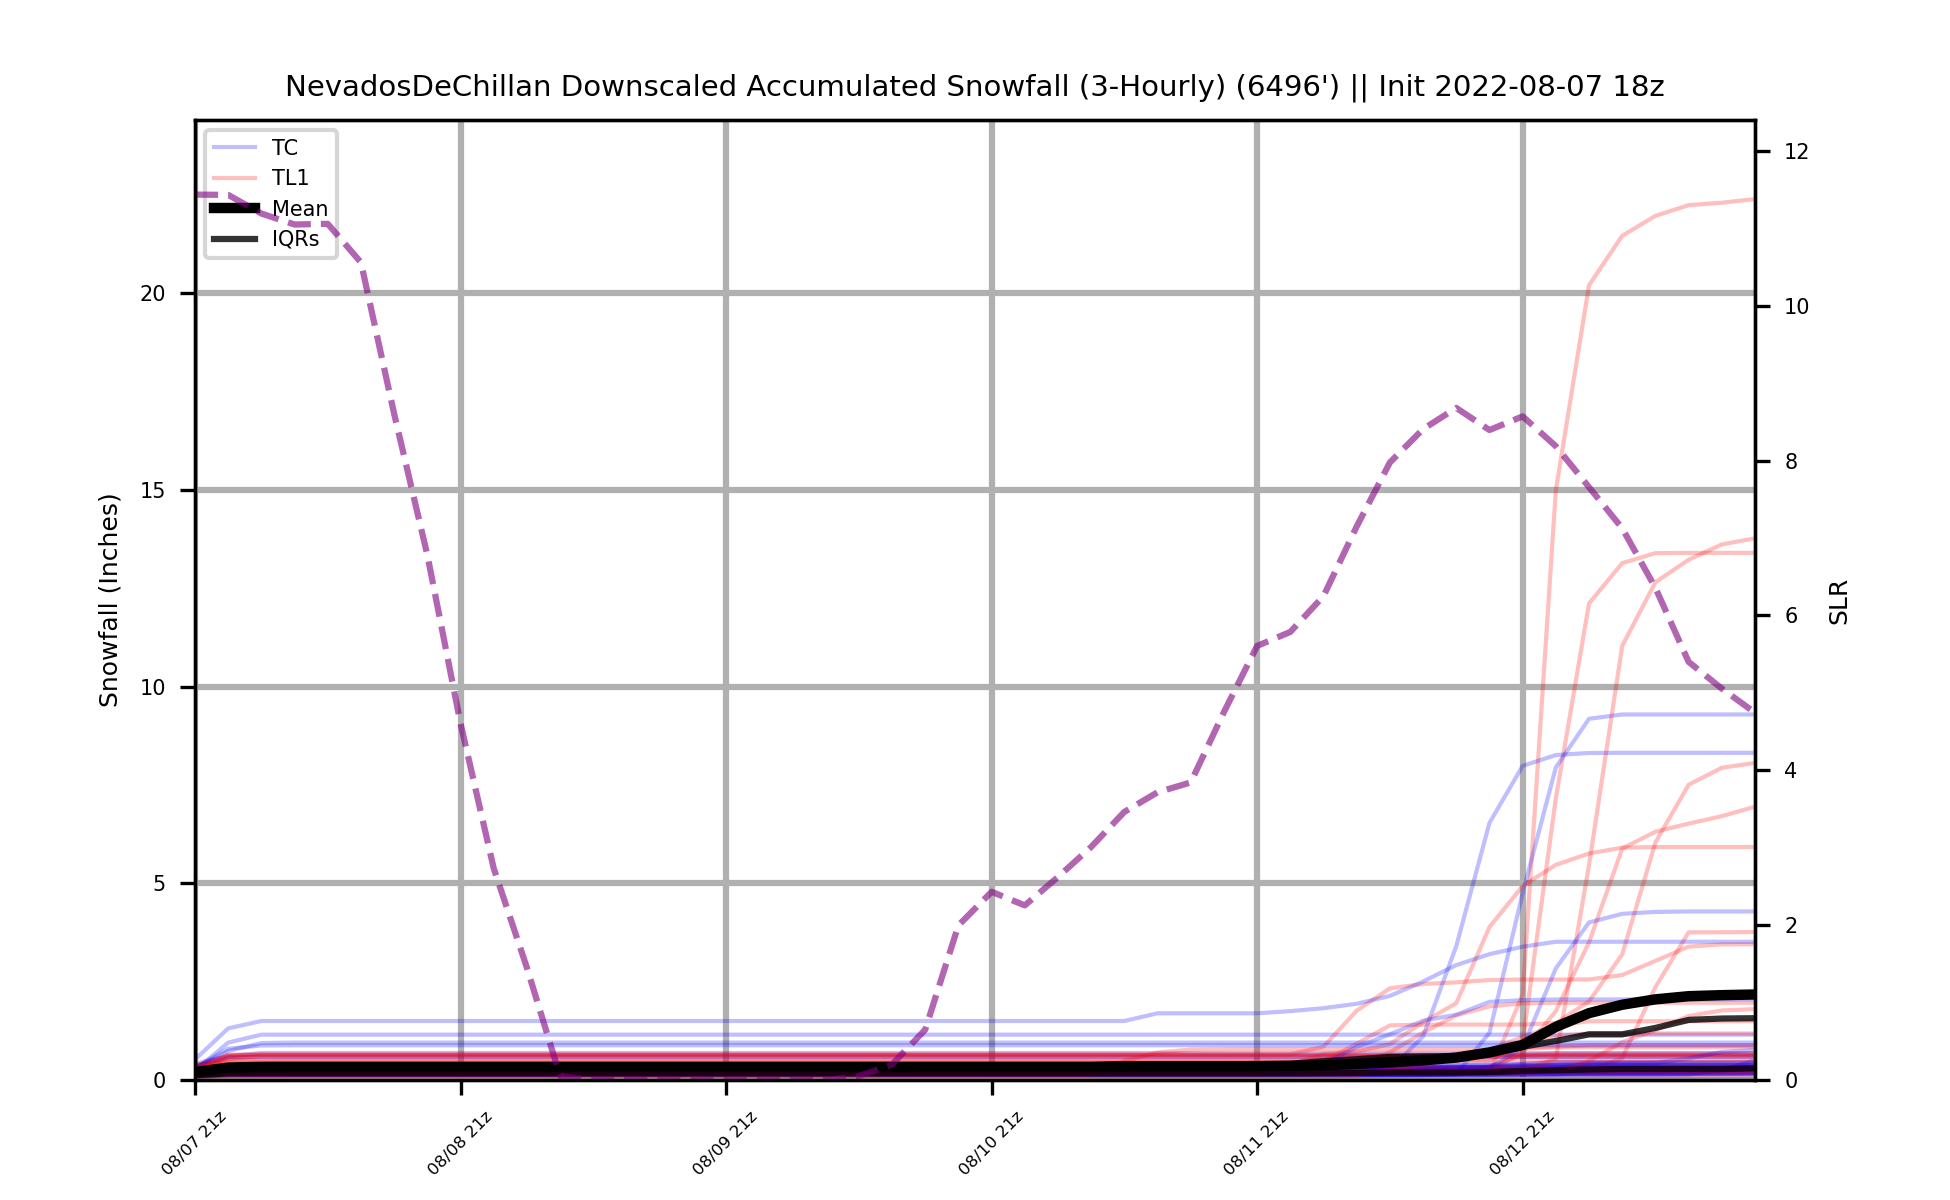 NevadosDeChillan Downscaled Accumulated Snowfall (3-Hourly) (6496') || Init 2022-08-07 18z
TC
TL1
Mean
IQRs
Snowfall (Inches)
20
15
10
5
0
12
10
8
6
4
2
0
SLR
08/07 21z
08/08 21z
08/09 21z
08/10 21z
08/11 21z
08/12 21z